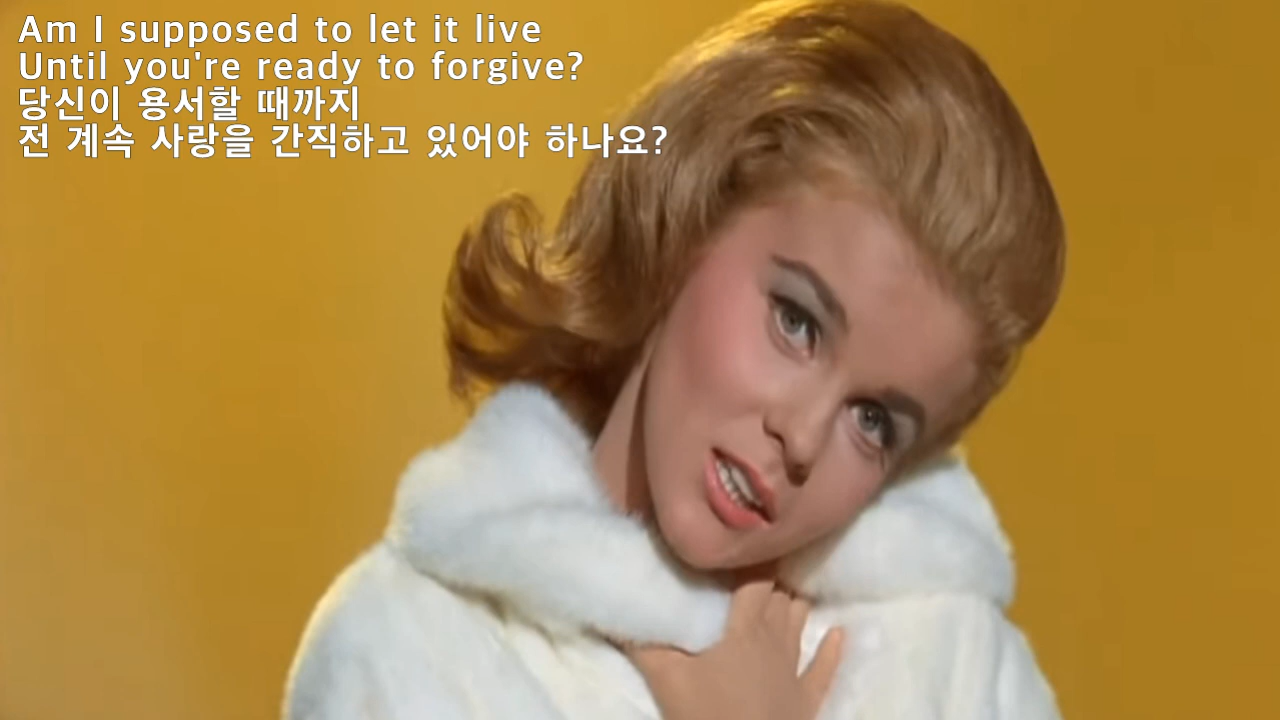 Am I supposed to let it live
Until you're ready to forgive?
당신이 용서할 때까지
전 계속 사랑을 간직하고 있어야 하나요?